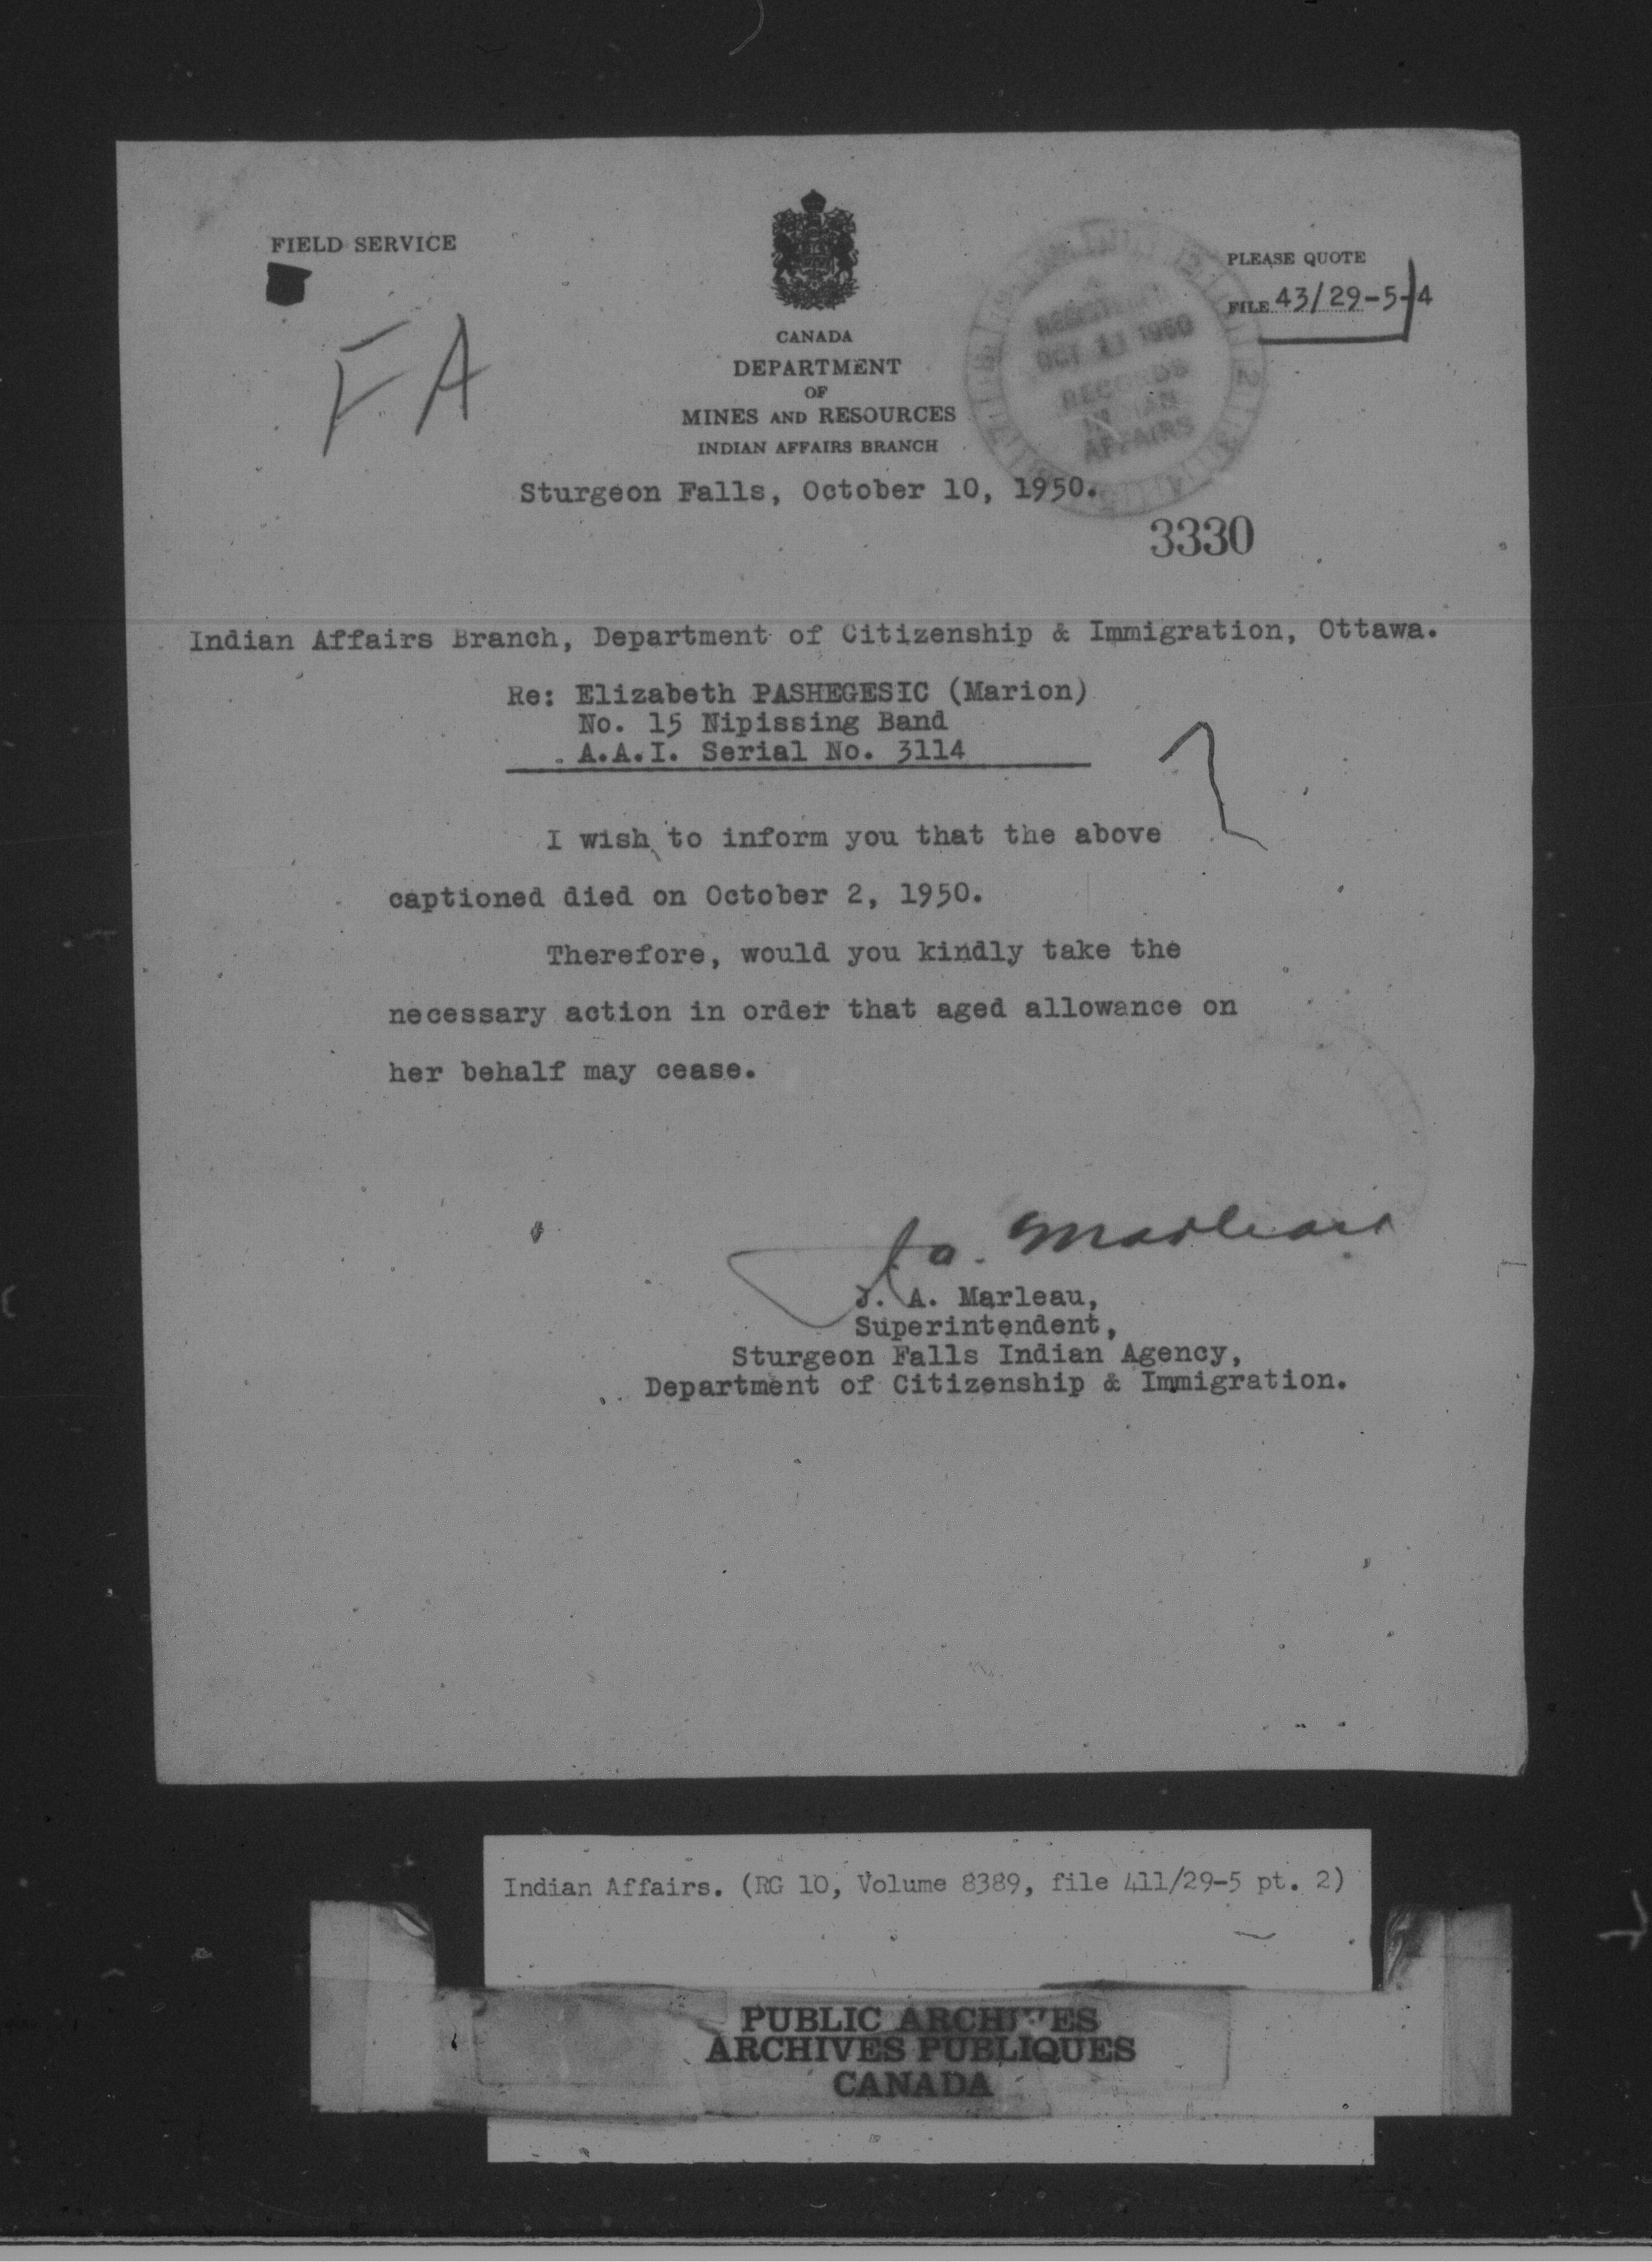 FIELD SERVICE
FA
CANADA
DEPARTMENT
OF
MINES AND RESOURCES
INDIAN AFFAIRS BRANCH
PLEASE QUOTE
FILE 43/29-5-4
OCT 1950
RECORDS
AFFAIRS
Sturgeon Falls, October 10, 1950.
3330
Indian Affairs Branch, Department of Citizenship & Immigration, Ottawa.
Re: Elizabeth PASHEGESIC (Marion)
No. 15 Nipissing Band
A.A.I. Serial No. 3114
I wish to inform you that the above
captioned died on October 2, 1950.
Therefore, would you kindly take the
necessary action in order that aged allowance on
her behalf may cease.
J. A. Marleau
J. A. Marleau,
Superintendent,
Sturgeon Falls Indian Agency,
Department of Citizenship & Immigration.
Indian Affairs. (RG 10, Volume 8389, file 411/29-5 pt. 2)
PUBLIC ARCHIVES
ARCHIVES PUBLIQUES
CANADA